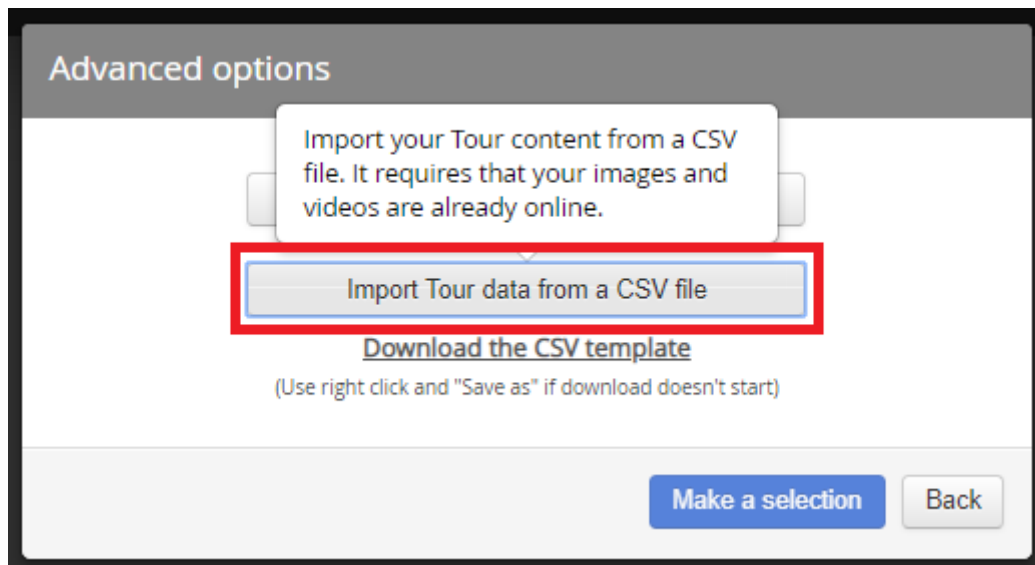 Advanced options
Import your Tour content from a CSV
file. It requires that your images and
videos are already online.
Import Tour data from a CSV file
Download the CSV template
(Use right click and "Save as" if download doesn't start)
Make a selection
Back